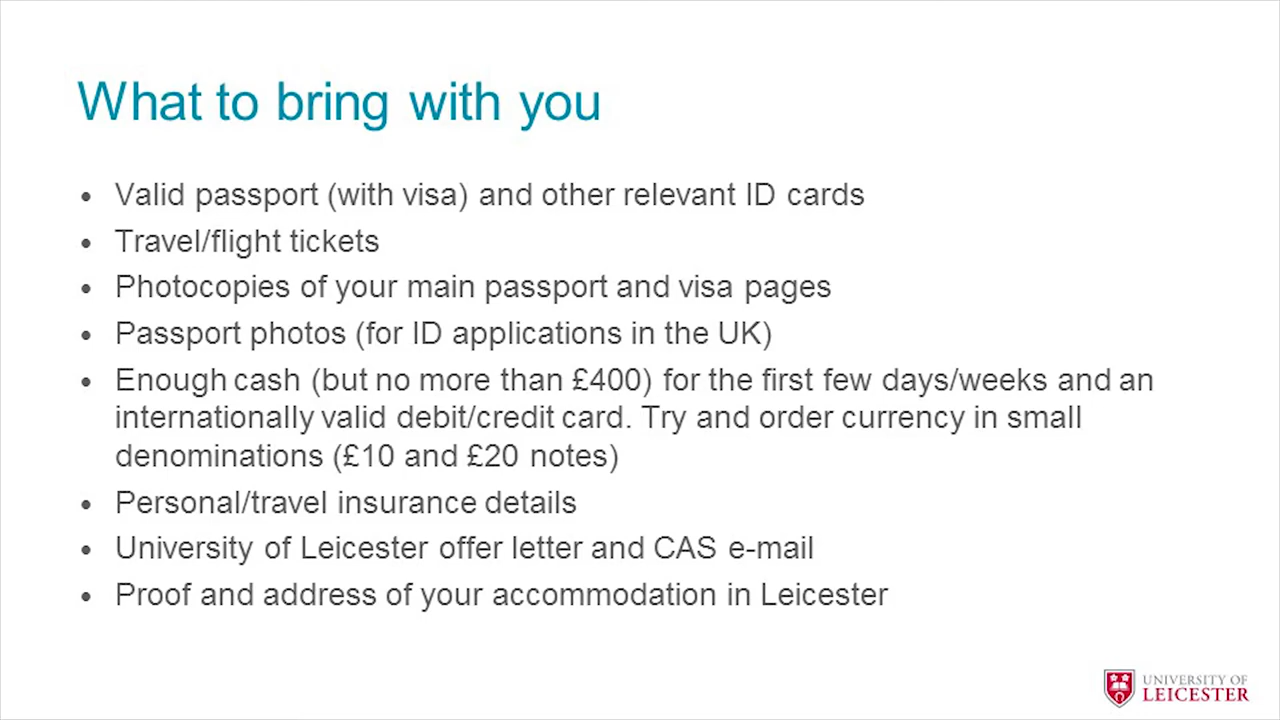 What to bring with you
• Valid passport (with visa) and other relevant ID cards
• Travel/flight tickets
• Photocopies of your main passport and visa pages
• Passport photos (for ID applications in the UK)
• Enough cash (but no more than £400) for the first few days/weeks and an
internationally valid debit/credit card. Try and order currency in small
denominations (£10 and £20 notes)
• Personal/travel insurance details
• University of Leicester offer letter and CAS e-mail
• Proof and address of your accommodation in Leicester
UNIVERSITY OF
LEICESTER